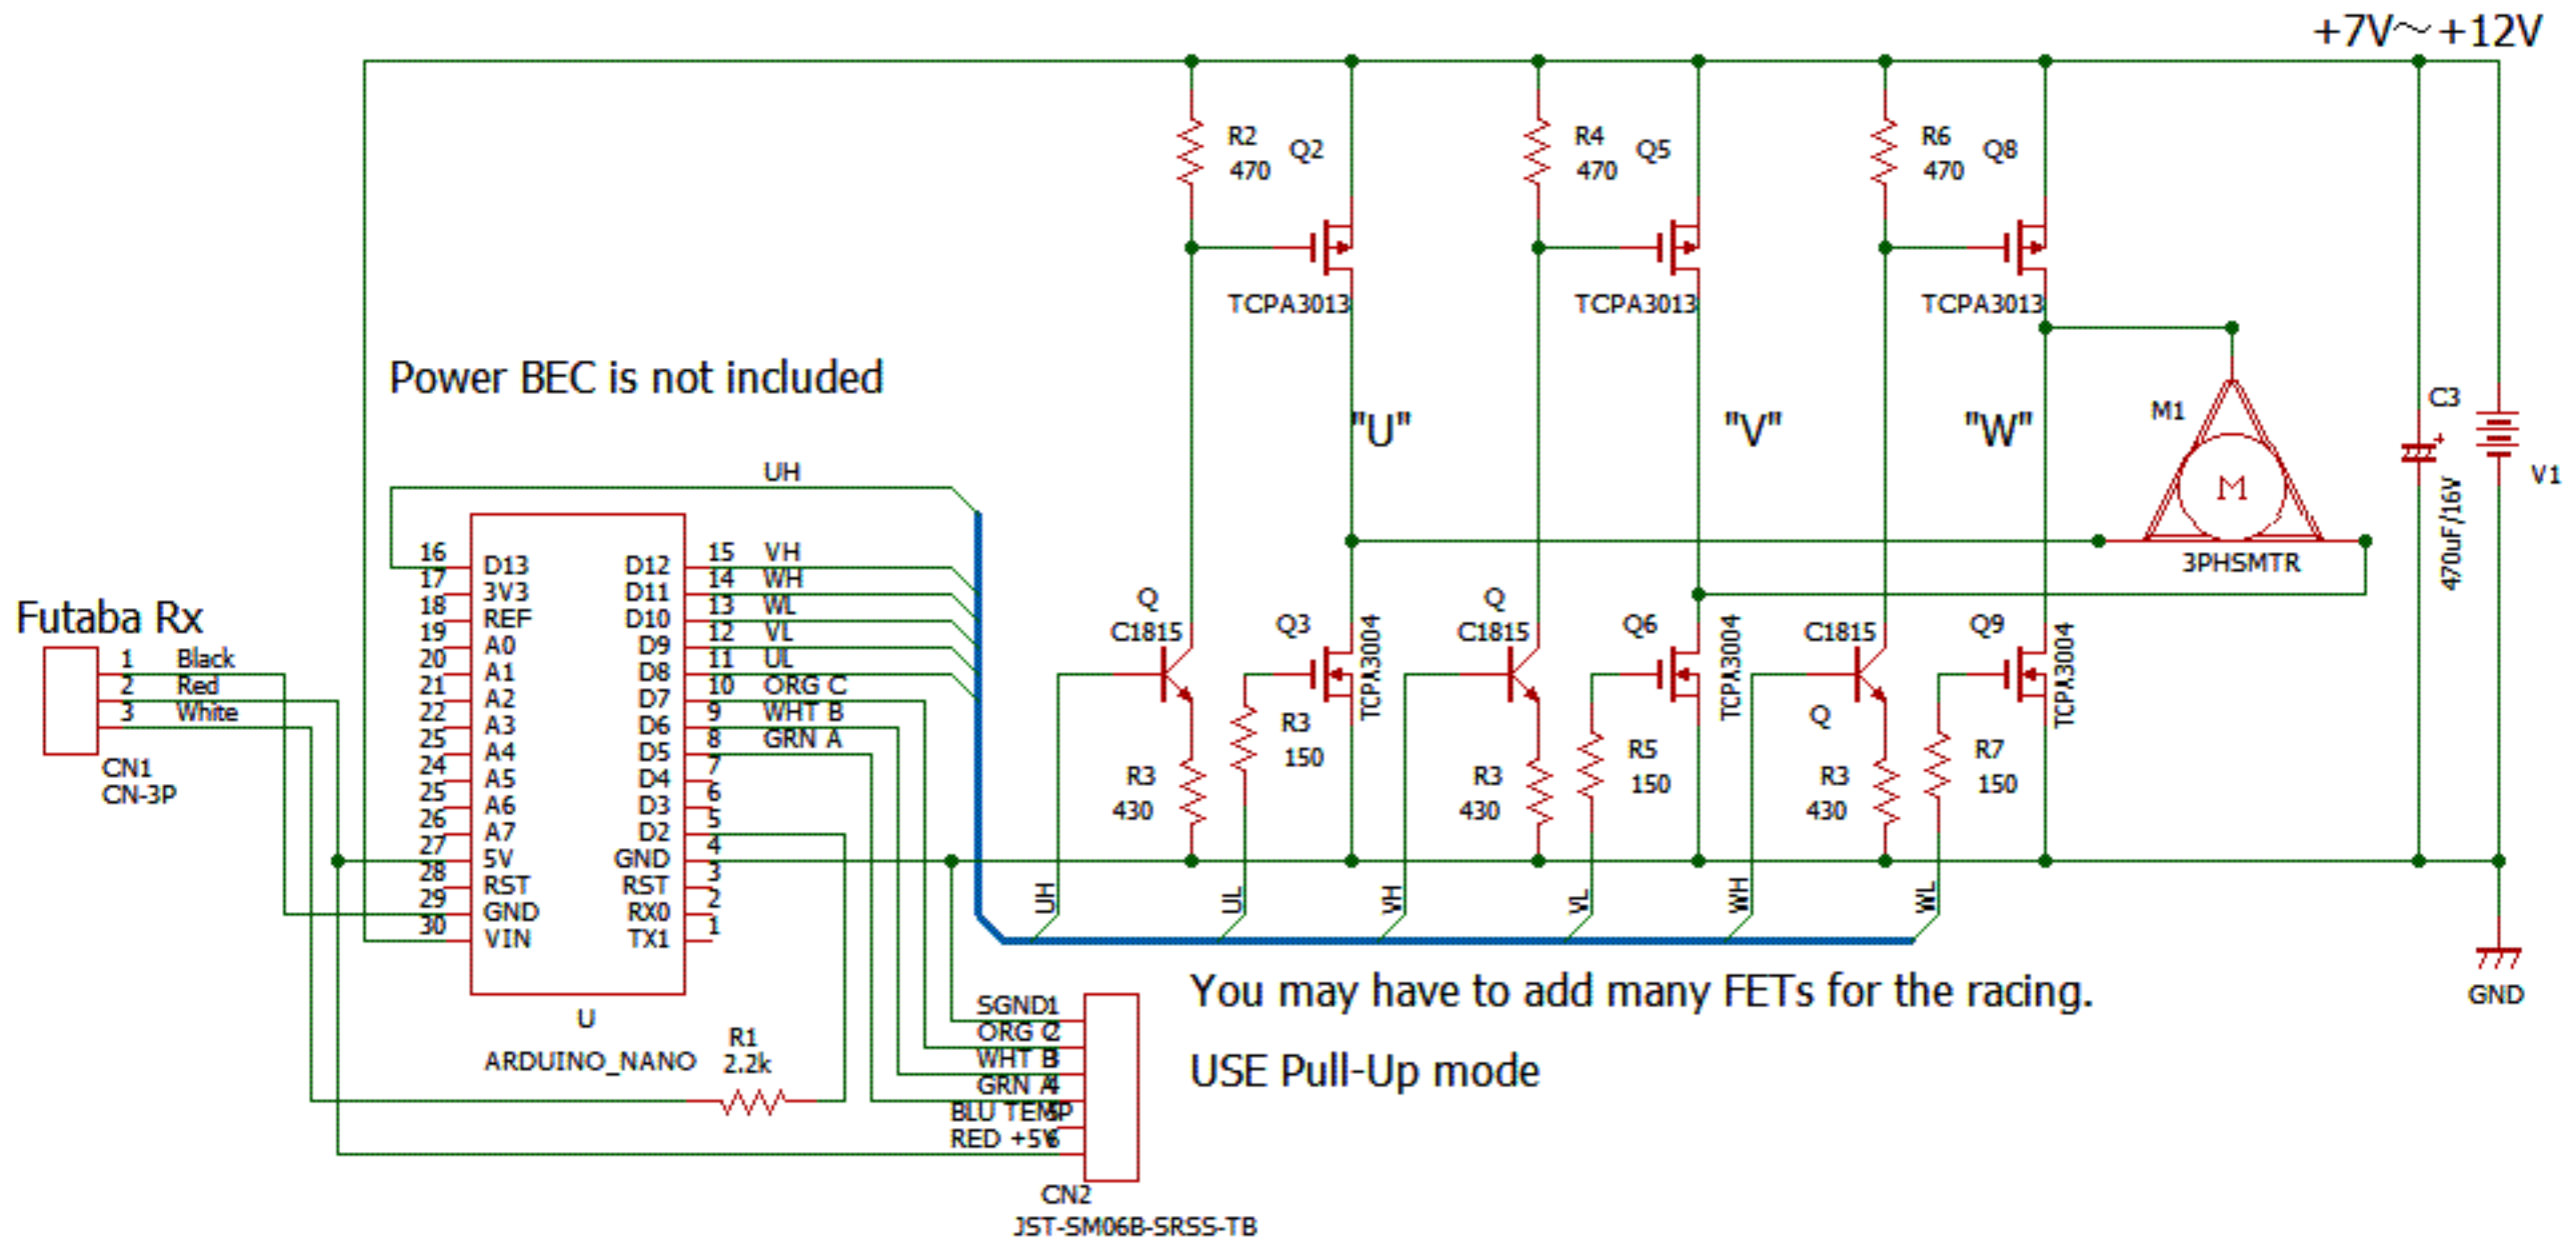 +7V～+12V
R2
470
Q2
R4
470
Q5
R6
470
Q8
TCPA3013
TCPA3013
TCPA3013
Power BEC is not included
"U"
"V"
"W"
M1
M
3PHSMTR
C3
+
470uF/16V
V1
UH
16
17
18
19
20
21
22
23
25
24
25
26
27
28
29
30
D13
3V3
REF
A0
A1
A2
A3
A4
A5
A6
A7
5V
RST
GND
VIN
D12
D11
D10
D9
D8
D7
D6
D5
D4
D3
D2
GND
RST
RX0
TX1
15 VH
14 WH
13 WL
12 VL
11 UL
10 ORG C
9 WHT B
8 GRN A
7
6
5
4
3
2
1
Futaba Rx
1 Black
2 Red
3 White
CN1
CN-3P
U
ARDUINO_NANO
R1
2.2k
Q
C1815
Q3
TCPA3004
R3
150
R3
430
Q
C1815
Q6
TCPA3004
R5
150
R3
430
Q
C1815
Q9
TCPA3004
Q
R7
150
R3
430
UH
UL
VH
VL
WH
WL
GND
You may have to add many FETs for the racing.
USE Pull-Up mode
SGND1
ORG C 2
WHT B 3
GRN A 4
BLU TEMP 5
RED +5V 6
CN2
JST-SM06B-SRSS-TB